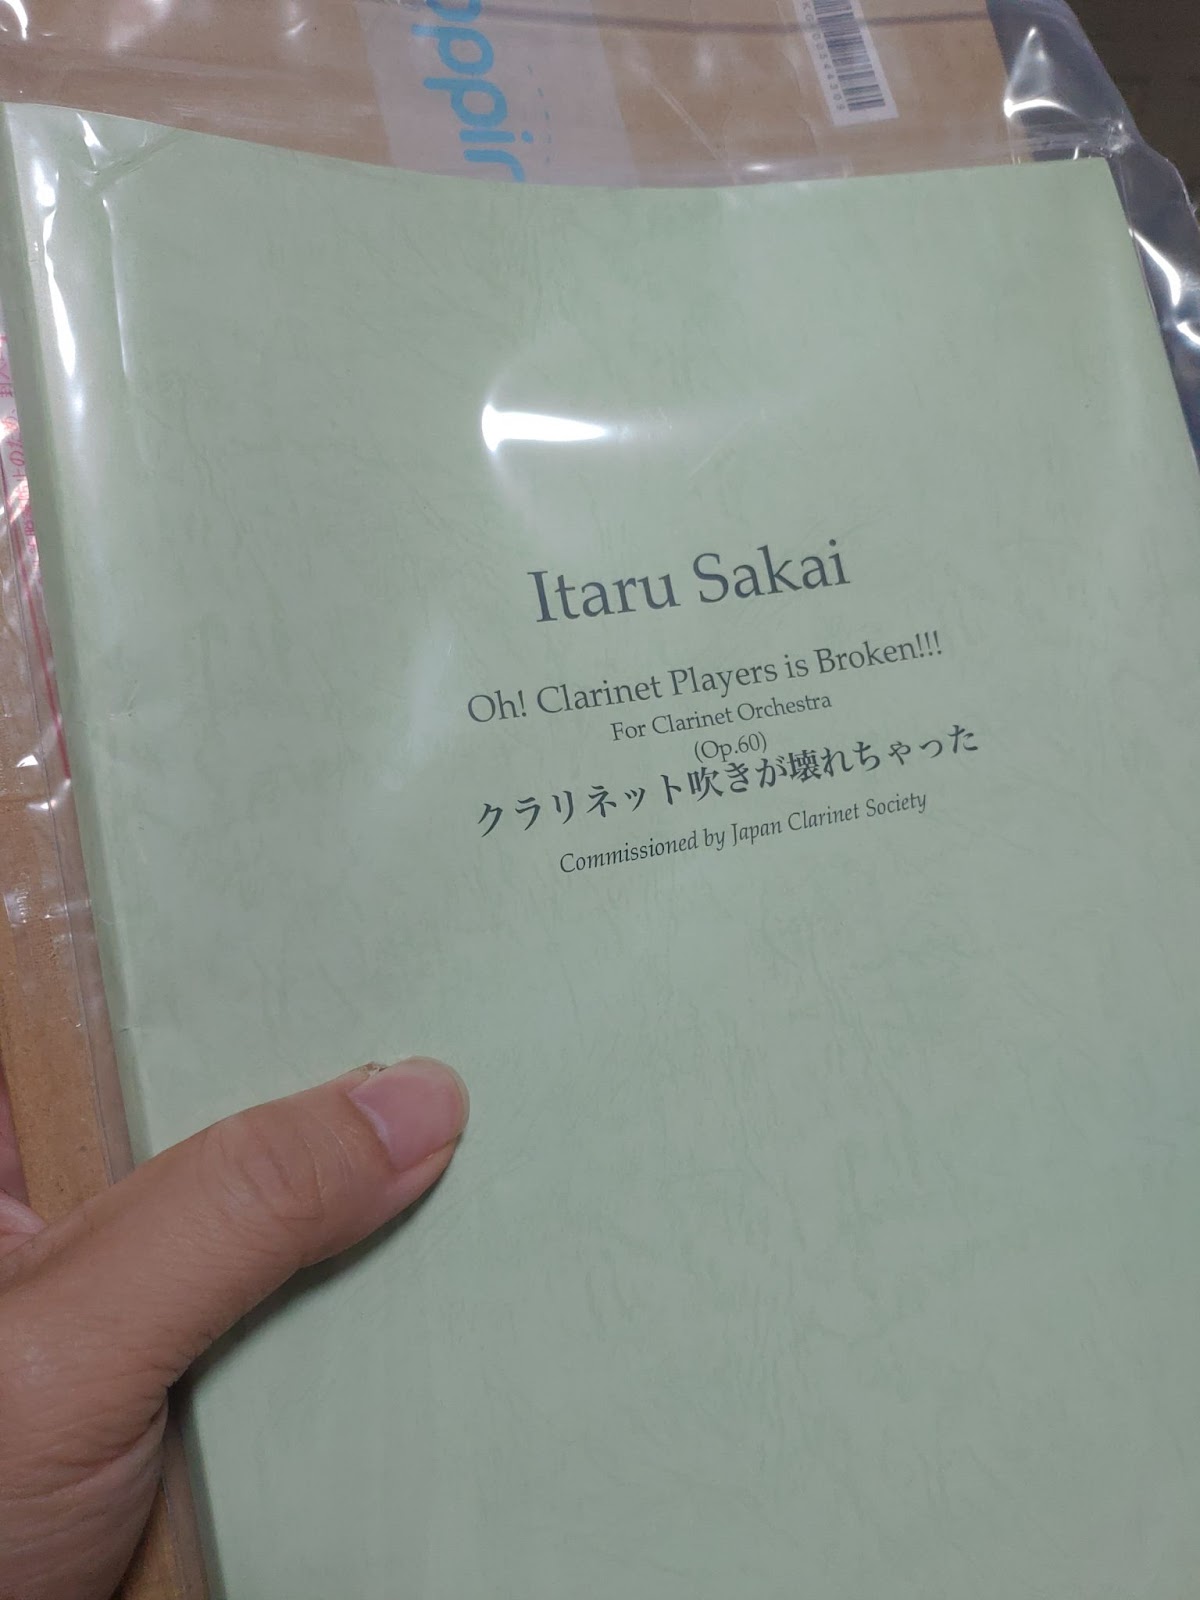 Itaru Sakai
Oh! Clarinet Players is Broken!!!
For Clarinet Orchestra
(Op.60)
クラリネット吹きが壊れちゃった
Commissioned by Japan Clarinet Society